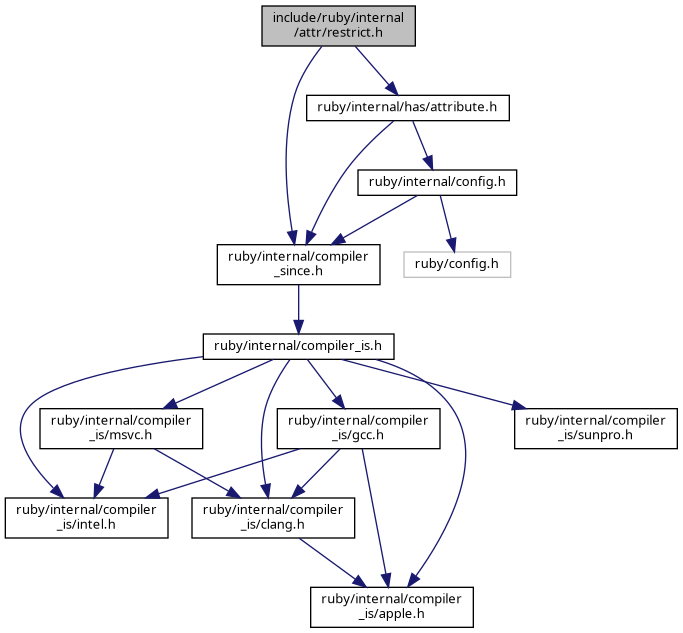 include/ruby/internal
/attr/restrict.h
ruby/internal/has/attribute.h
ruby/internal/config.h
ruby/internal/compiler
_since.h
ruby/config.h
ruby/internal/compiler_is.h
ruby/internal/compiler
_is/msvc.h
ruby/internal/compiler
_is/gcc.h
ruby/internal/compiler
_is/sunpro.h
ruby/internal/compiler
_is/intel.h
ruby/internal/compiler
_is/clang.h
ruby/internal/compiler
_is/apple.h